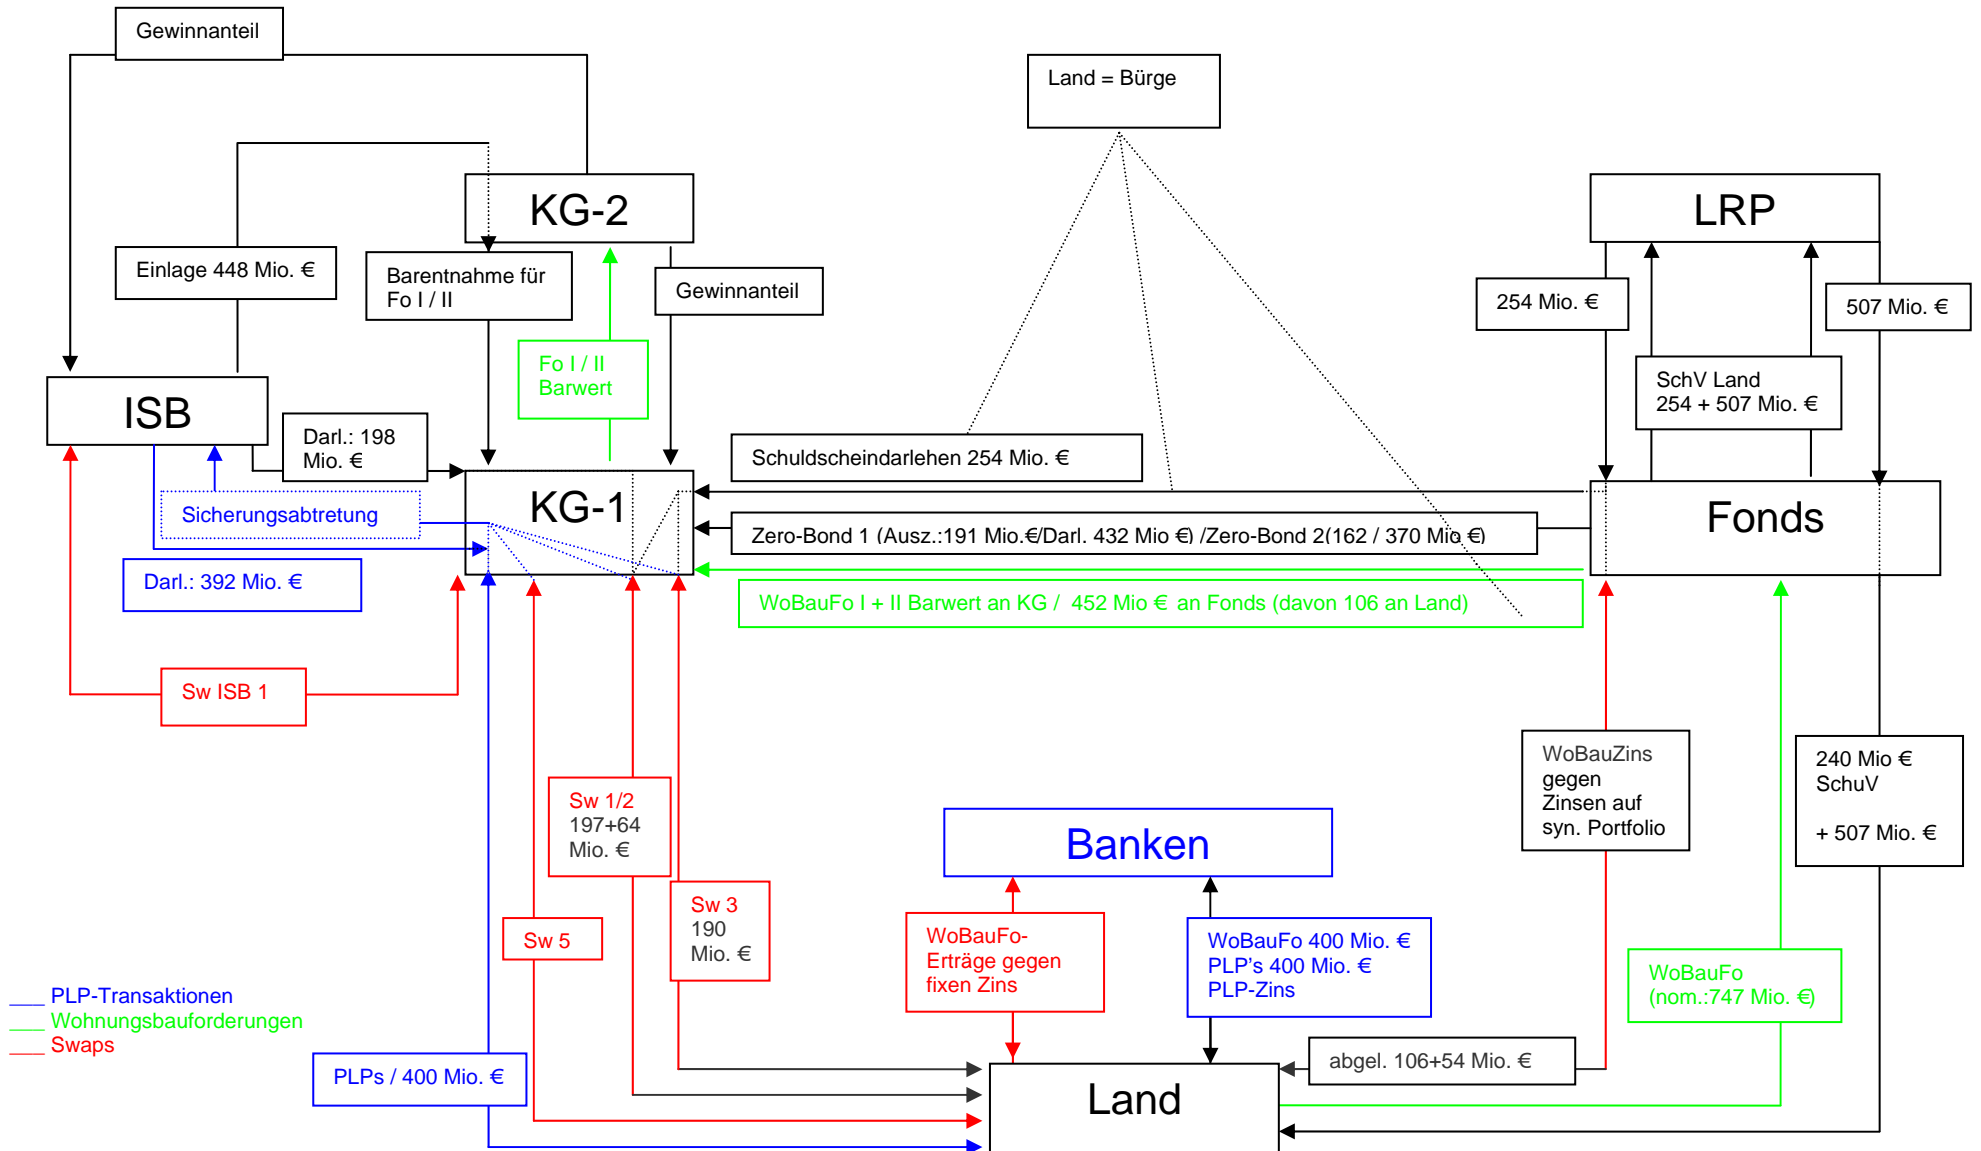 Gewinnanteil
Land = Bürge
KG-2
LRP
Einlage 448 Mio. €
Barentnahme für
Fo I / II
Gewinnanteil
254 Mio. €
507 Mio. €
Fo I / II
Barwert
SchV Land
254 + 507 Mio. €
ISB
Darl.: 198
Mio. €
Schuldscheindarlehen 254 Mio. €
KG-1
Fonds
Sicherungsabtretung
Zero-Bond 1 (Ausz.:191 Mio.€/Darl. 432 Mio €) /Zero-Bond 2(162 / 370 Mio €)
Darl.: 392 Mio. €
WoBauFo I + II Barwert an KG / 452 Mio € an Fonds (davon 106 an Land)
Sw ISB 1
WoBauZins
gegen
Zinsen auf
syn. Portfolio
240 Mio €
SchuV
+ 507 Mio. €
Sw 1/2
197+64
Mio. €
Banken
Sw 3
190
Mio. €
Sw 5
WoBauFo-
Erträge gegen
fixen Zins
WoBauFo 400 Mio. €
PLP's 400 Mio. €
PLP-Zins
WoBauFo
(nom.:747 Mio. €)
___ PLP-Transaktionen
___ Wohnungsbauforderungen
___ Swaps
PLPs / 400 Mio. €
abgel. 106+54 Mio. €
Land